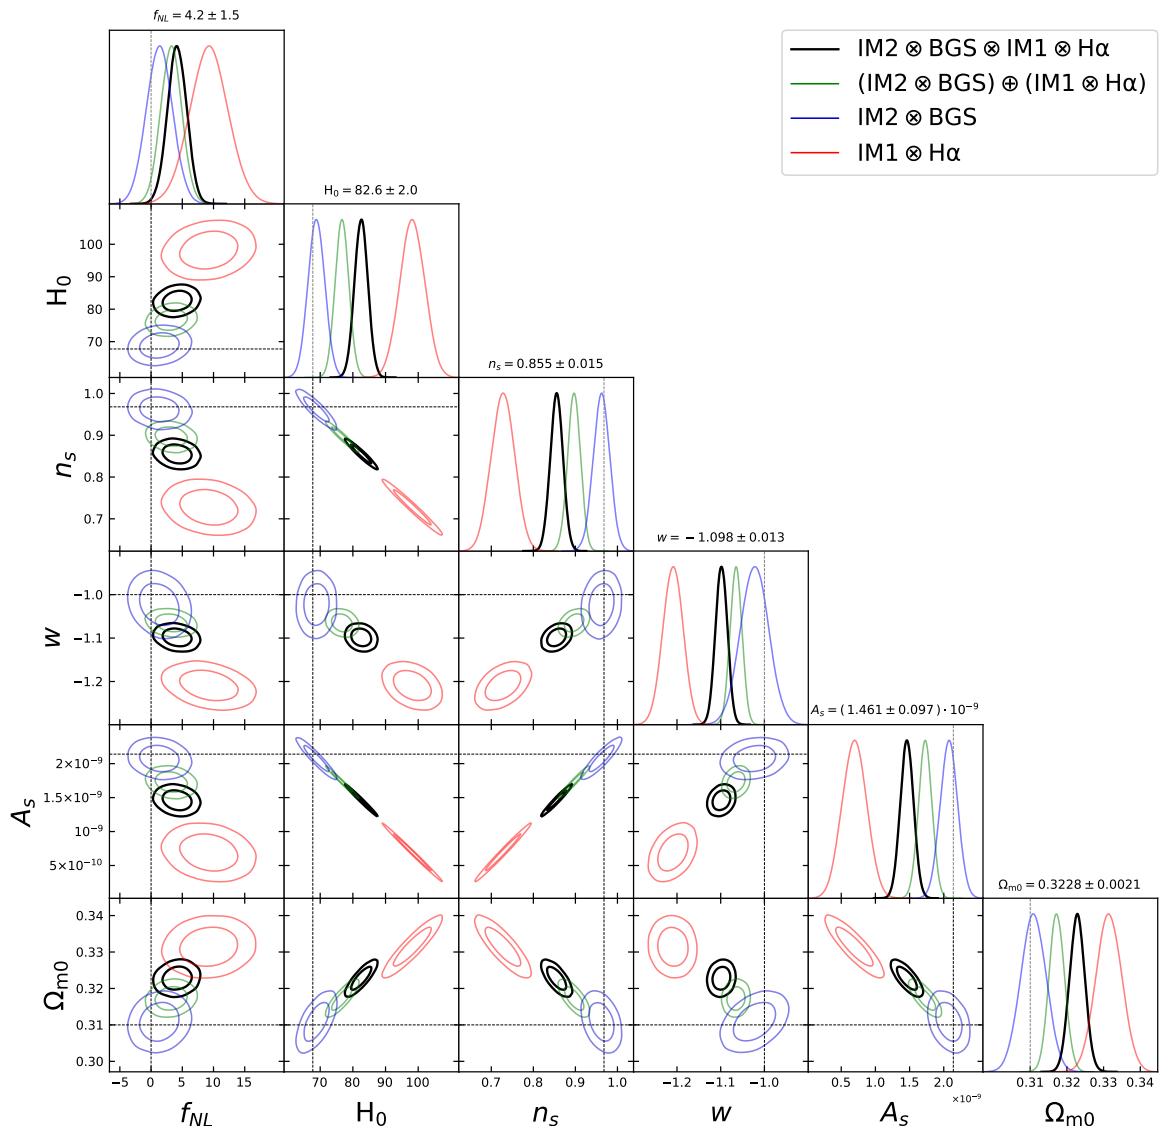 f_NL = 4.2 ± 1.5
IM2 ⊗ BGS ⊗ IM1 ⊗ Hα
(IM2 ⊗ BGS) ⊕ (IM1 ⊗ Hα)
IM2 ⊗ BGS
IM1 ⊗ Hα
H₀ = 82.6 ± 2.0
H₀
100
90
80
70
n_s = 0.855 ± 0.015
n_s
1.0
0.9
0.8
0.7
w = −1.098 ± 0.013
w
−1.0
−1.1
−1.2
A_s = (1.461 ± 0.097) · 10⁻⁹
A_s
2×10⁻⁹
1.5×10⁻⁹
10⁻⁹
5×10⁻¹⁰
Ω_m0 = 0.3228 ± 0.0021
Ω_m0
0.34
0.33
0.32
0.31
0.30
−5 0 5 10 15
70 80 90 100
0.7 0.8 0.9 1.0
−1.2 −1.1 −1.0
0.5 1.0 1.5 2.0
×10⁻⁹
0.31 0.32 0.33 0.34
f_NL H₀ n_s w A_s Ω_m0